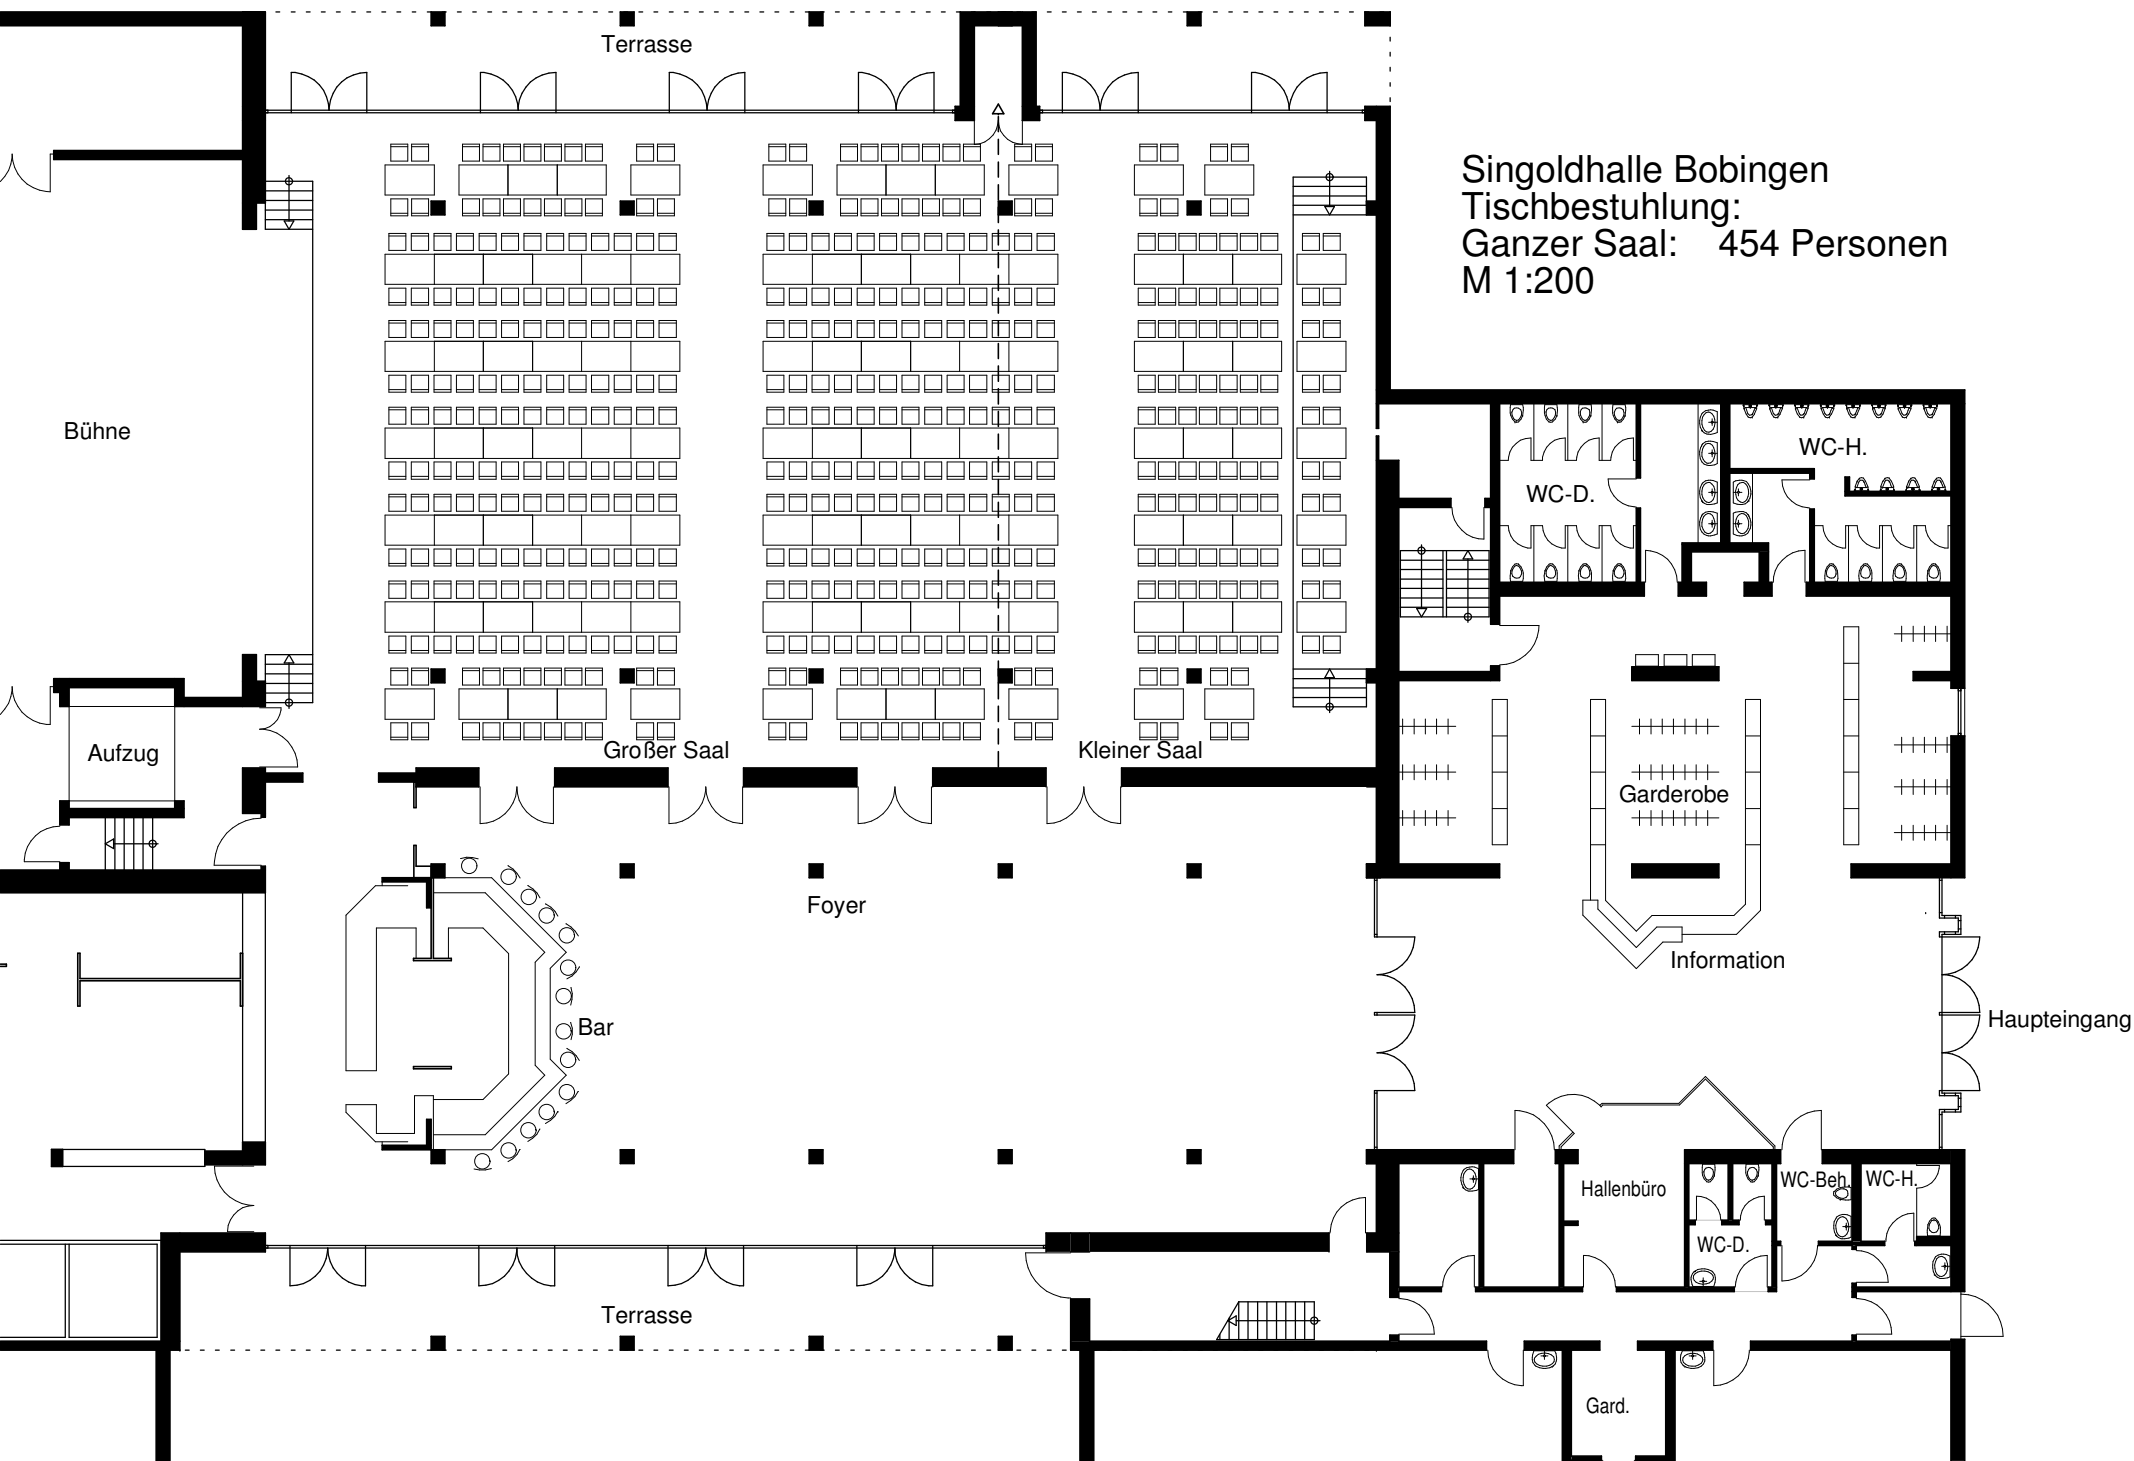 Terrasse
Singoldhalle Bobingen
Tischbestuhlung:
Ganzer Saal: 454 Personen
M 1:200
Bühne
WC-H.
WC-D.
Aufzug
Großer Saal
Kleiner Saal
Garderobe
Foyer
Information
Bar
Haupteingang
Hallenbüro
WC-Beh.
WC-H.
WC-D.
Terrasse
Gard.